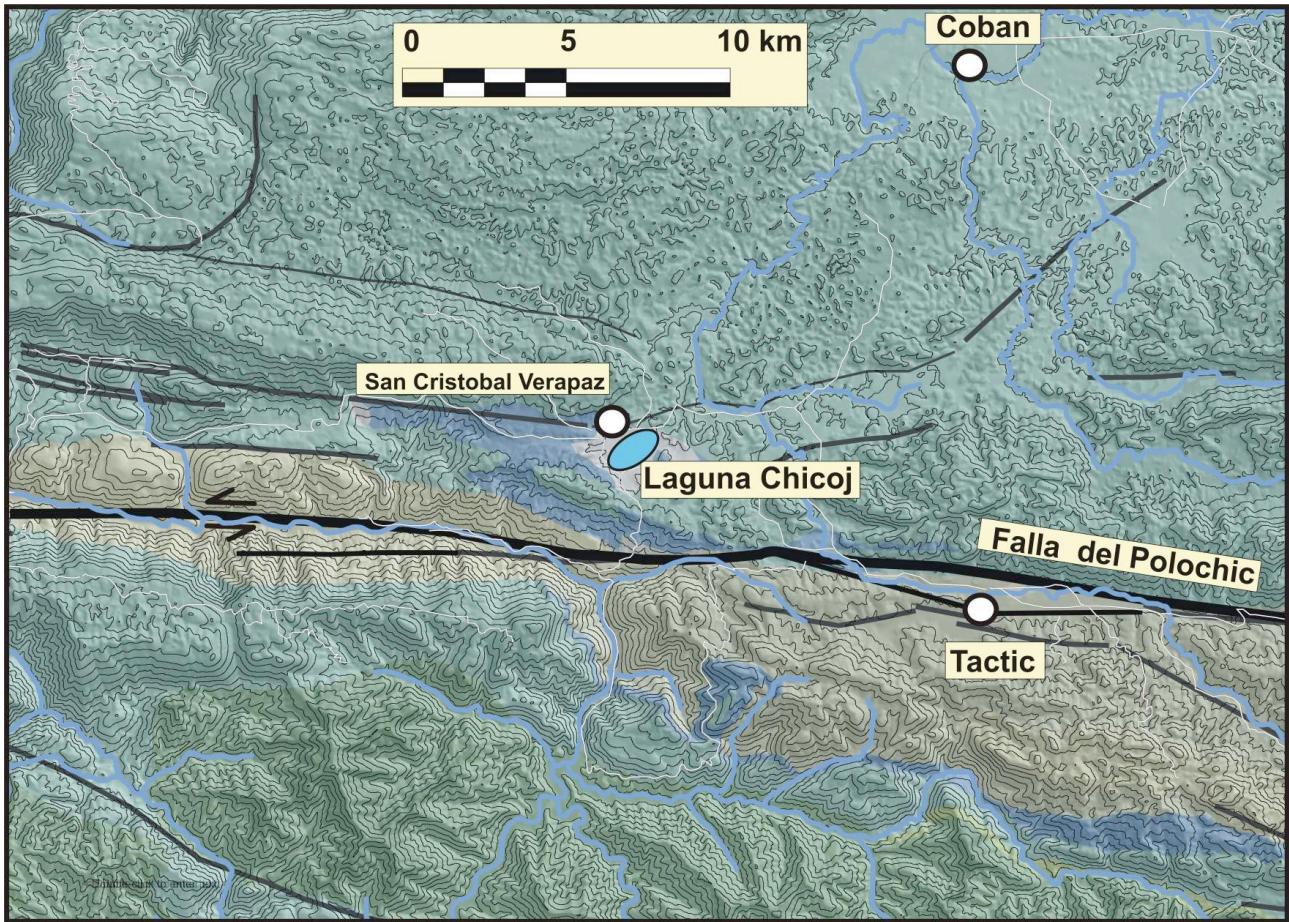 Coban
0 5 10 km
San Cristobal Verapaz
Laguna Chicoj
Falla del Polochic
Tactic